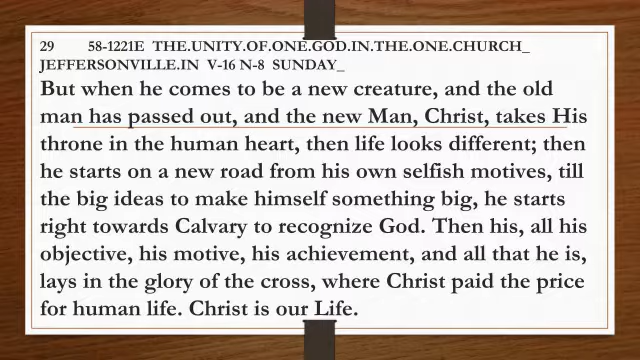 29 58-1221E THE.UNITY.OF.ONE.GOD.IN.THE.ONE.CHURCH_
JEFFERSONVILLE.IN V-16 N-8 SUNDAY_
But when he comes to be a new creature, and the old
man has passed out, and the new Man, Christ, takes His
throne in the human heart, then life looks different; then
he starts on a new road from his own selfish motives, till
the big ideas to make himself something big, he starts
right towards Calvary to recognize God. Then his, all his
objective, his motive, his achievement, and all that he is,
lays in the glory of the cross, where Christ paid the price
for human life. Christ is our Life.